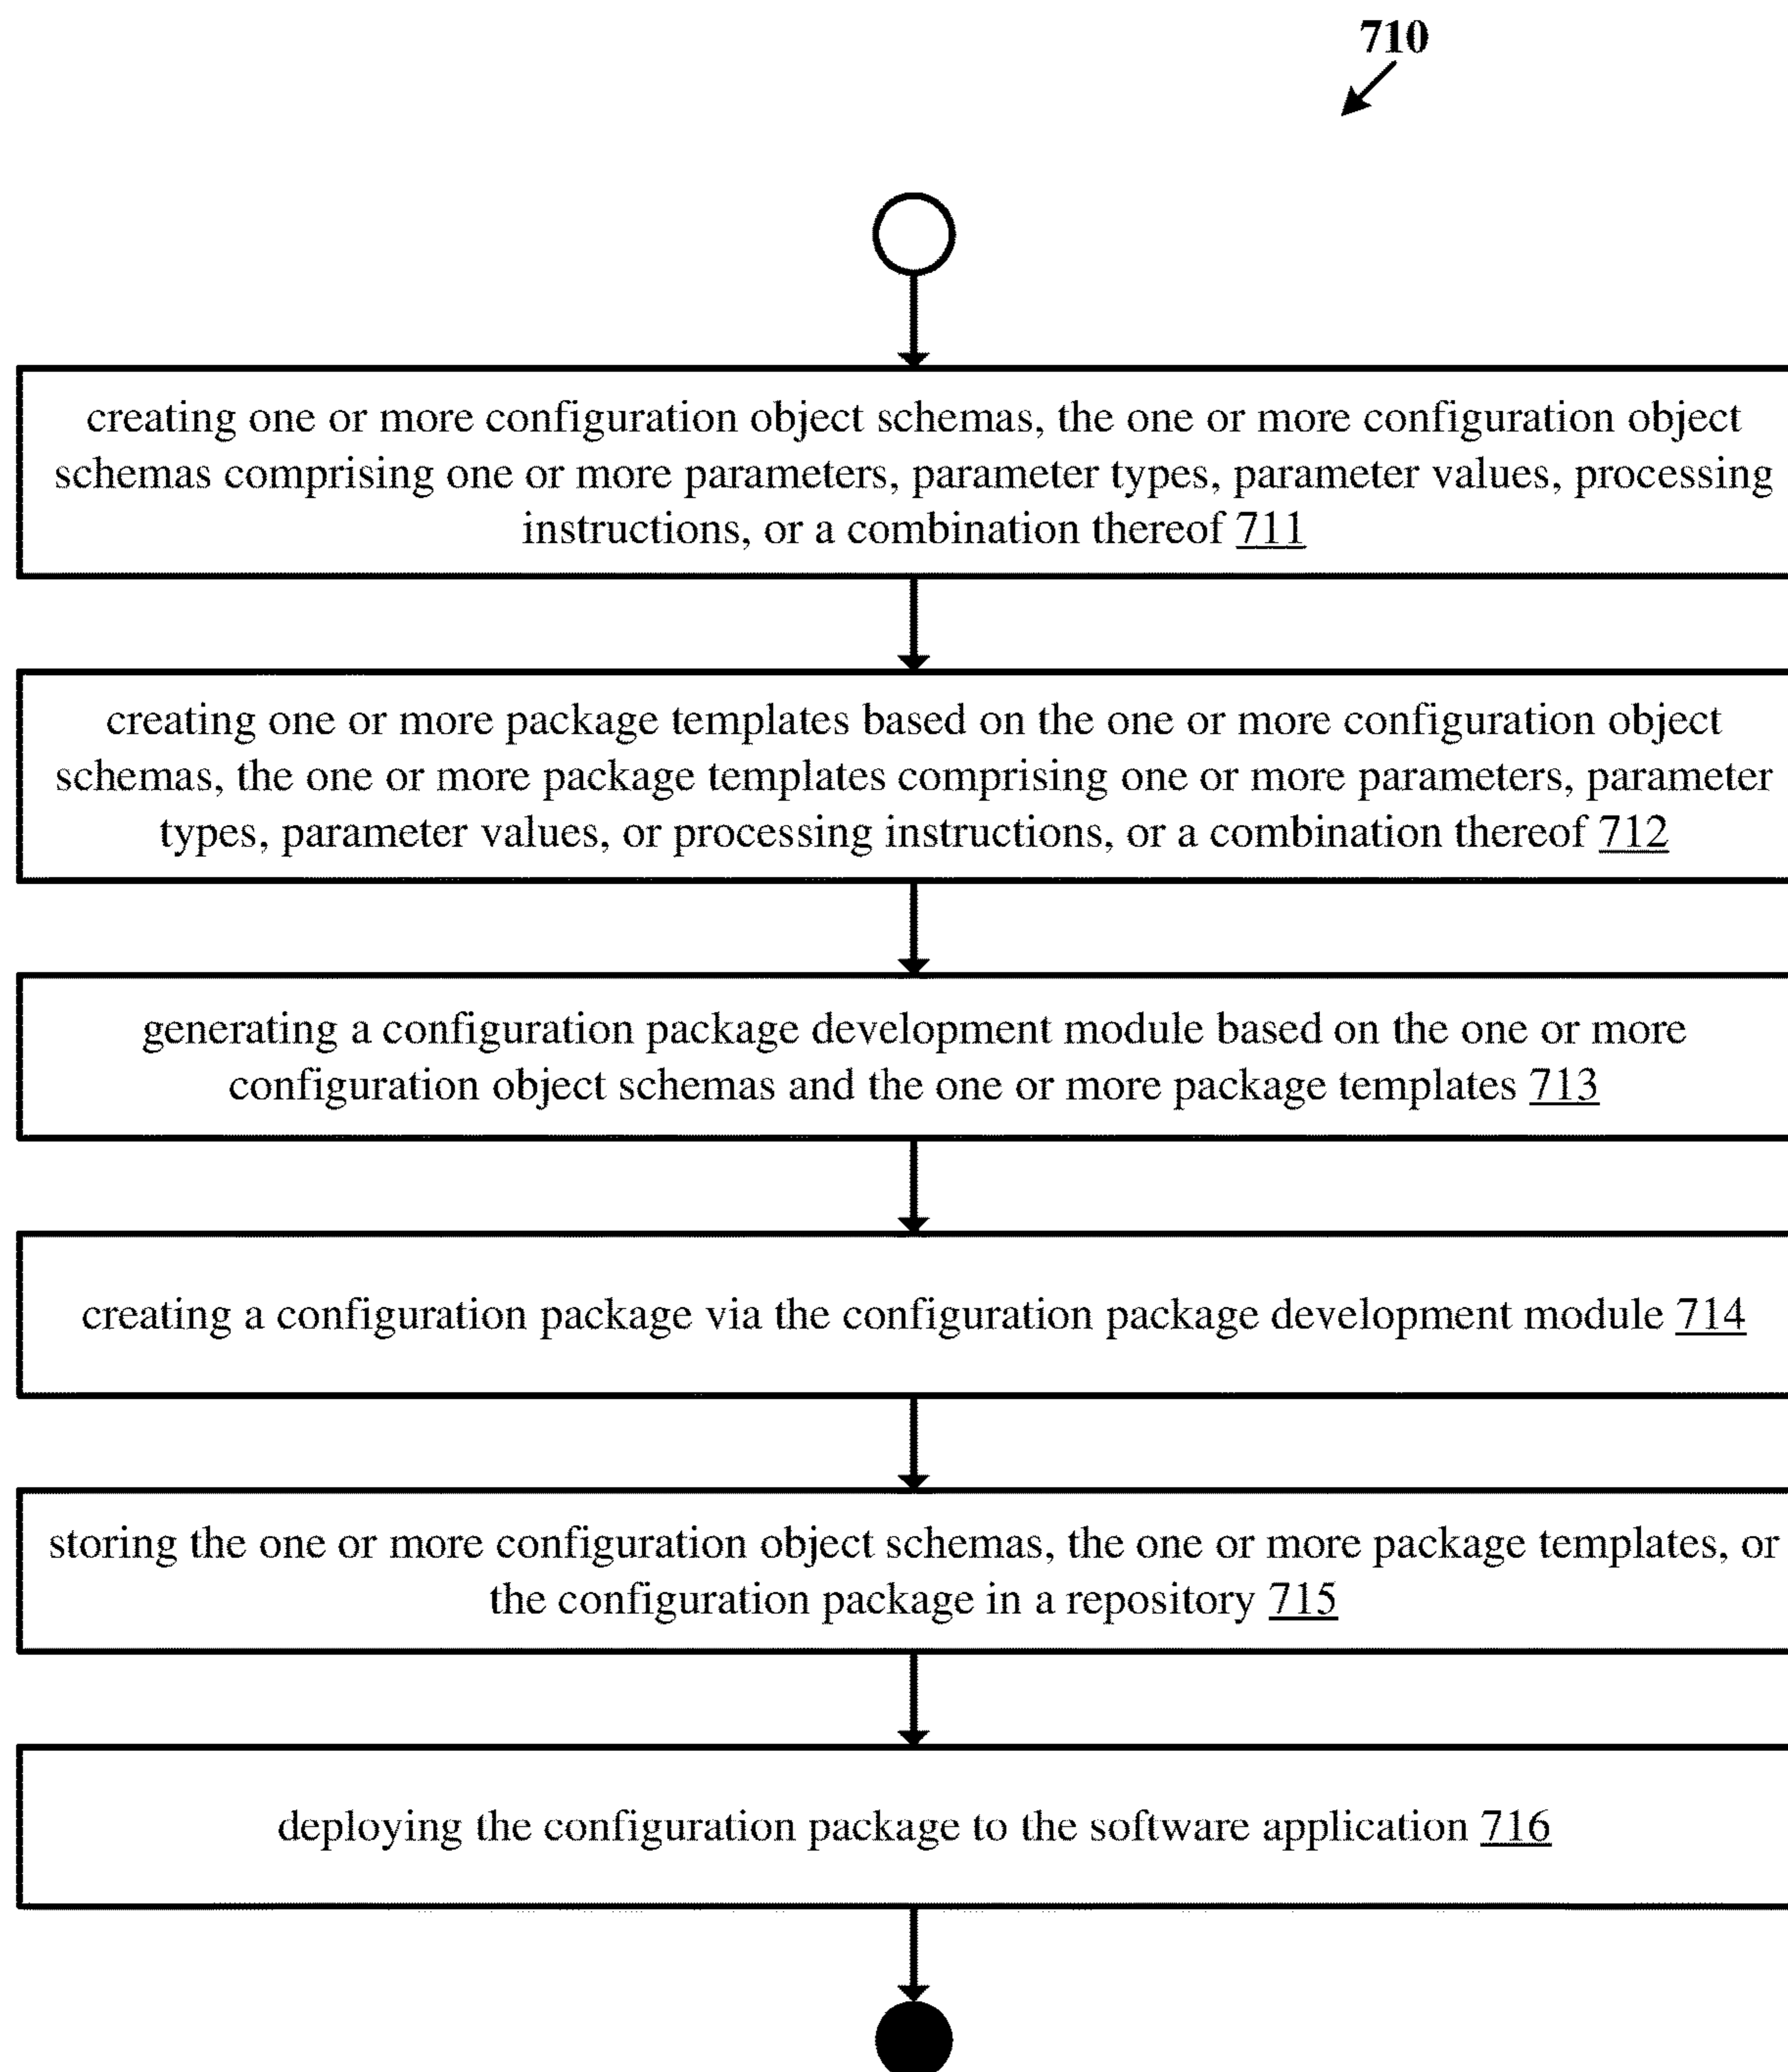 710
creating one or more configuration object schemas, the one or more configuration object
schemas comprising one or more parameters, parameter types, parameter values, processing
instructions, or a combination thereof 711
creating one or more package templates based on the one or more configuration object
schemas, the one or more package templates comprising one or more parameters, parameter
types, parameter values, or processing instructions, or a combination thereof 712
generating a configuration package development module based on the one or more
configuration object schemas and the one or more package templates 713
creating a configuration package via the configuration package development module 714
storing the one or more configuration object schemas, the one or more package templates, or
the configuration package in a repository 715
deploying the configuration package to the software application 716